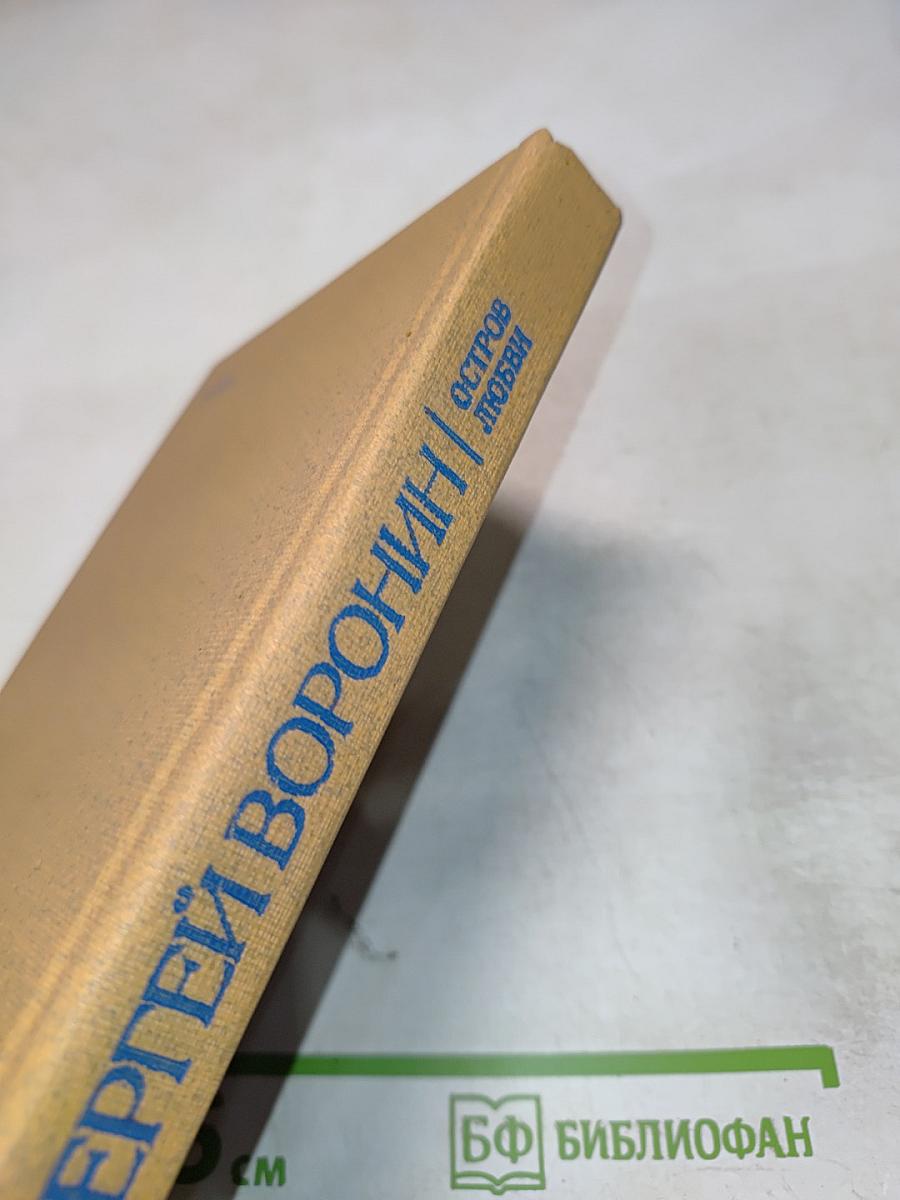 ЕРГЕЙ ВОРОНИН /
ОСТРОВ
ЛЮБВИ
см
БФ БИБЛИОФАН